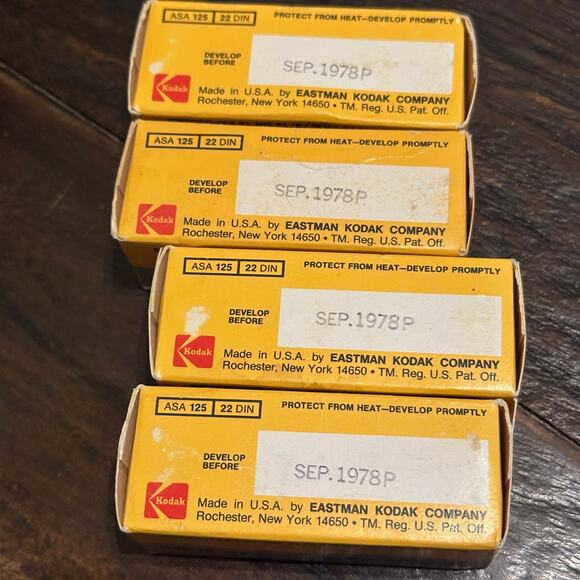 ASA 125 22 DIN PROTECT FROM HEAT—DEVELOP PROMPTLY
DEVELOP
BEFORE
SEP.1978P
Kodak
Made in U.S.A. by EASTMAN KODAK COMPANY
Rochester, New York 14650 • TM. Reg. U.S. Pat. Off.
ASA 125 22 DIN PROTECT FROM HEAT—DEVELOP PROMPTLY
DEVELOP
BEFORE
SEP.1978P
Kodak
Made in U.S.A. by EASTMAN KODAK COMPANY
Rochester, New York 14650 • TM. Reg. U.S. Pat. Off.
ASA 125 22 DIN PROTECT FROM HEAT—DEVELOP PROMPTLY
DEVELOP
BEFORE
SEP.1978P
Kodak
Made in U.S.A. by EASTMAN KODAK COMPANY
Rochester, New York 14650 • TM. Reg. U.S. Pat. Off.
ASA 125 22 DIN PROTECT FROM HEAT—DEVELOP PROMPTLY
DEVELOP
BEFORE
SEP.1978P
Kodak
Made in U.S.A. by EASTMAN KODAK COMPANY
Rochester, New York 14650 • TM. Reg. U.S. Pat. Off.